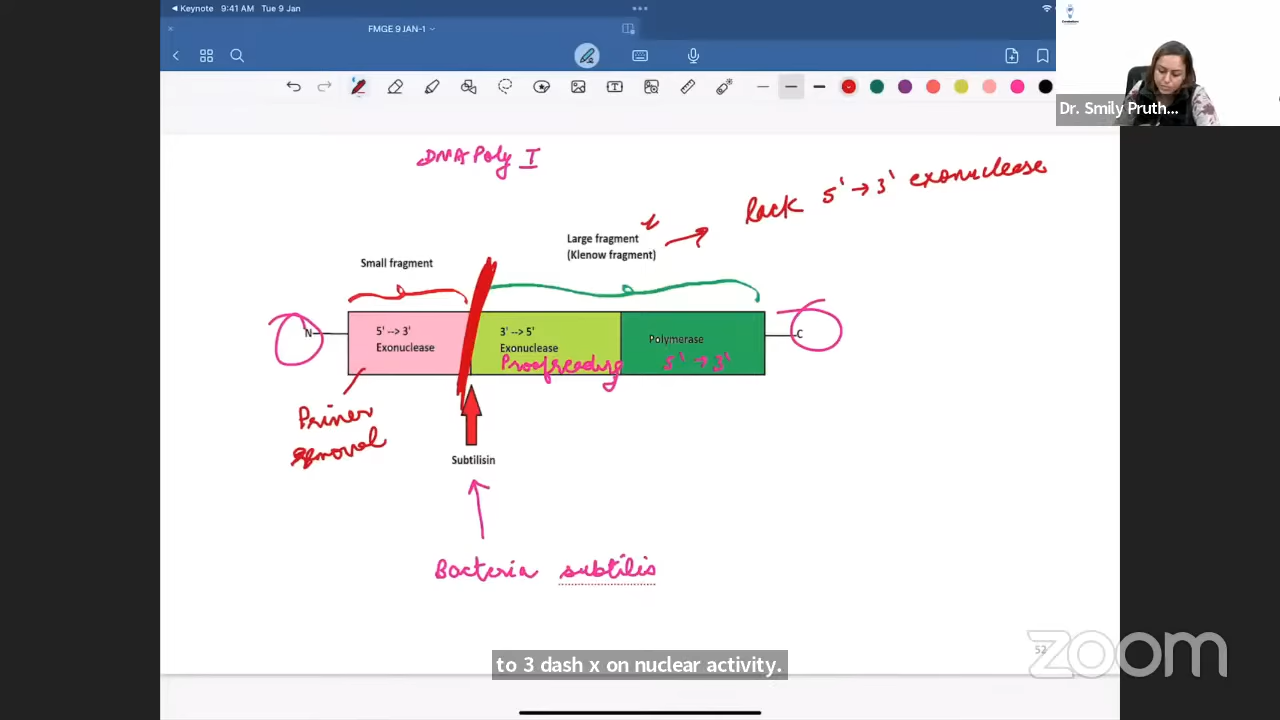 Keynote 9:41 AM Tue 9 Jan
FMGE 9 JAN-1
Dr. Smily Pruth...
DNA Poly I
Lack 5' → 3' exonuclease
Large fragment
(Klenow fragment)
Small fragment
N
5' --> 3'
Exonuclease
3' --> 5'
Exonuclease
Proofreading
Polymerase
5' → 3'
C
Primer
removal
Subtilisin
Bacteria subtilis
52
zoom
to 3 dash x on nuclear activity.